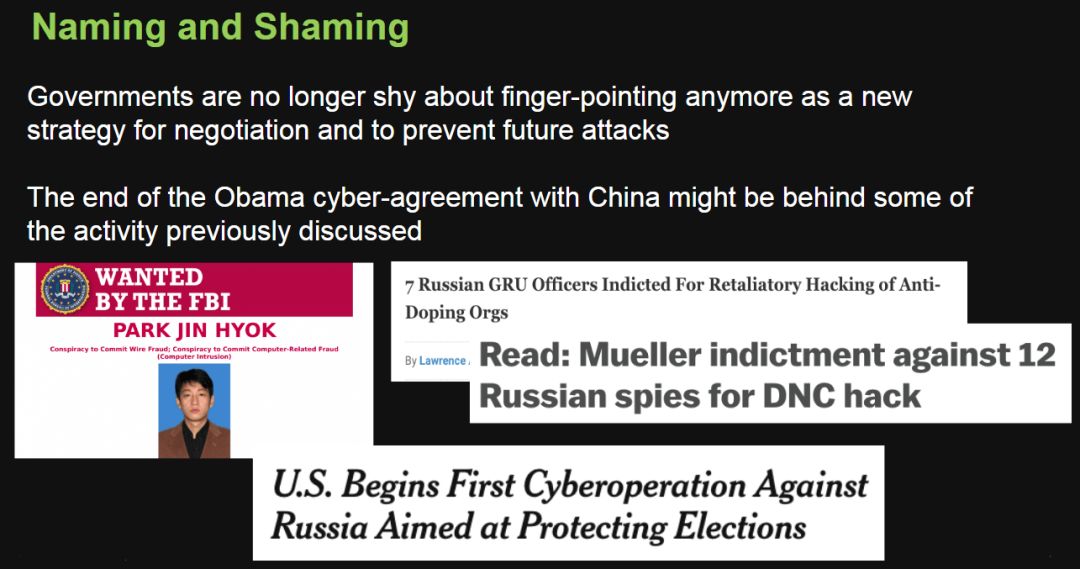 Naming and Shaming
Governments are no longer shy about finger-pointing anymore as a new
strategy for negotiation and to prevent future attacks
The end of the Obama cyber-agreement with China might be behind some of
the activity previously discussed
WANTED
BY THE FBI
PARK JIN HYOK
Conspiracy to Commit Wire Fraud; Conspiracy to Commit Computer-Related Fraud
(Computer Intrusion)
7 Russian GRU Officers Indicted For Retaliatory Hacking of Anti-
Doping Orgs
By Lawrence
Read: Mueller indictment against 12
Russian spies for DNC hack
U.S. Begins First Cyberoperation Against
Russia Aimed at Protecting Elections